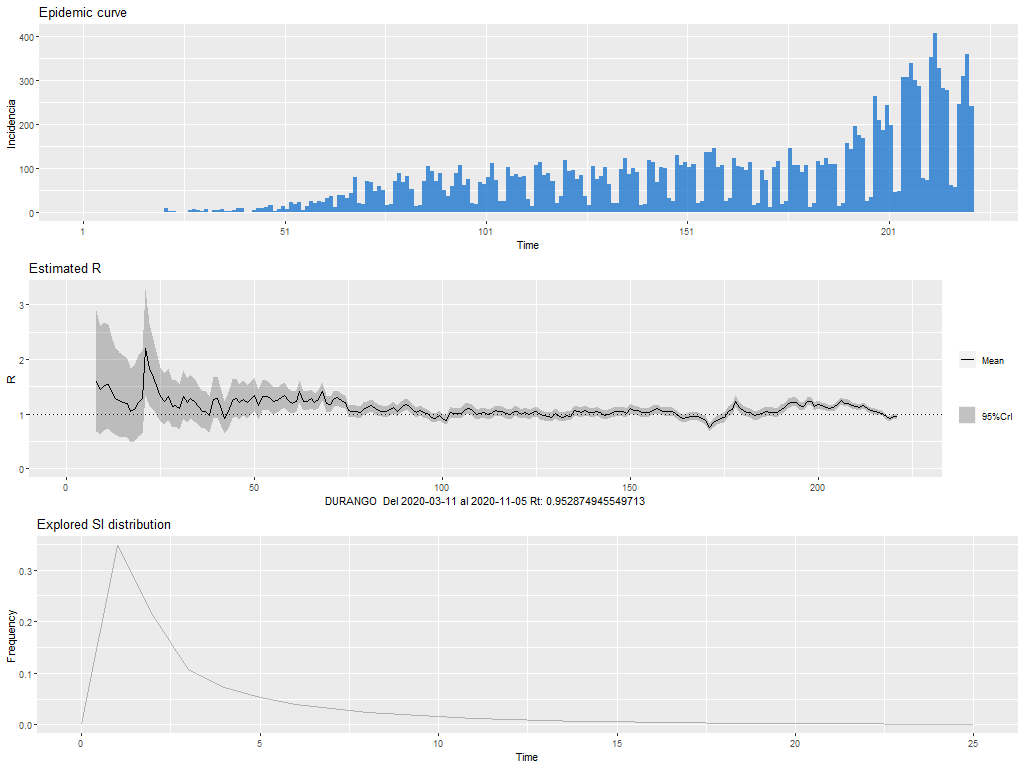 Epidemic curve
Incidencia
400
300
200
100
0
1
51
101
151
201
Time
Estimated R
R
3
2
1
0
0
50
100
150
200
Mean
95%CrI
DURANGO Del 2020-03-11 al 2020-11-05 Rt: 0.952874945549713
Explored SI distribution
Frequency
0.3
0.2
0.1
0.0
0
5
10
15
20
25
Time